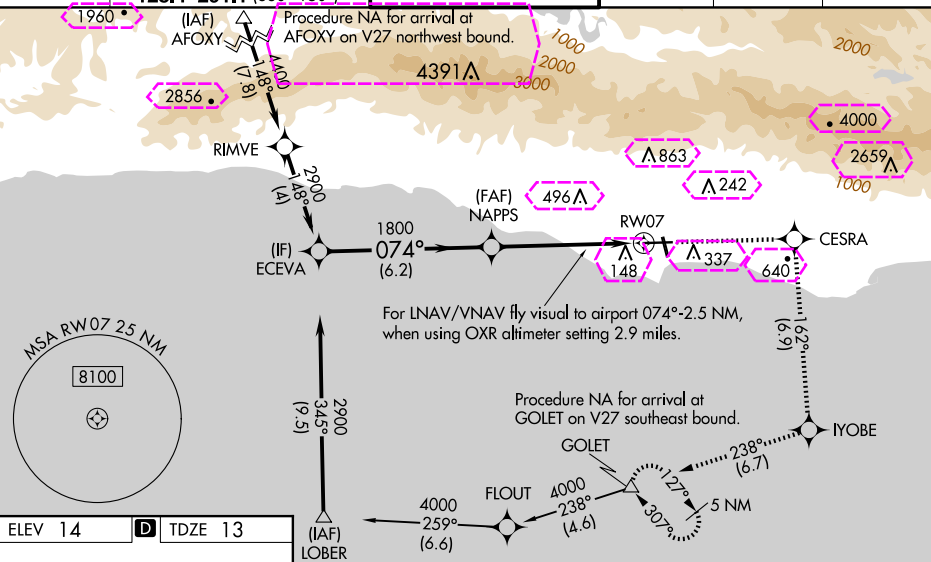 1960
(IAF)
AFOXY
Procedure NA for arrival at
AFOXY on V27 northwest bound.
1000
2000
3000
2000
4391
4400
148°
(7.8)
2856
4000
863
2659
1000
RIMVE
242
2900
148°
(4)
496
(FAF)
NAPPS
RW07
CESRA
1800
074°
(6.2)
(IF)
ECEVA
148
337
640
For LNAV/VNAV fly visual to airport 074°-2.5 NM,
when using OXR altimeter setting 2.9 miles.
162°
(6.9)
MSA RW07 25 NM
8100
2900
345°
(9.5)
Procedure NA for arrival at
GOLET on V27 southeast bound.
GOLET
IYOBE
238°
(6.7)
127°
307°
5 NM
FLOUT
4000
238°
(4.6)
4000
259°
(6.6)
(IAF)
LOBER
ELEV 14
D TDZE 13